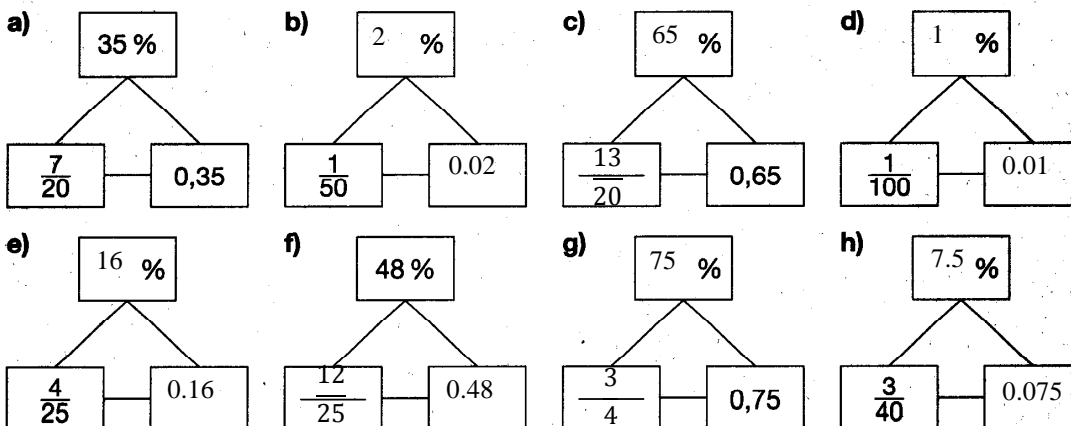 a) b) c) d)
35 % 2 % 65 % 1 %
7/20 0,35 1/50 0.02 13/20 0,65 1/100 0.01
e) f) g) h)
16 % 48 % 75 % 7.5 %
4/25 0.16 12/25 0.48 3/4 0,75 3/40 0.075